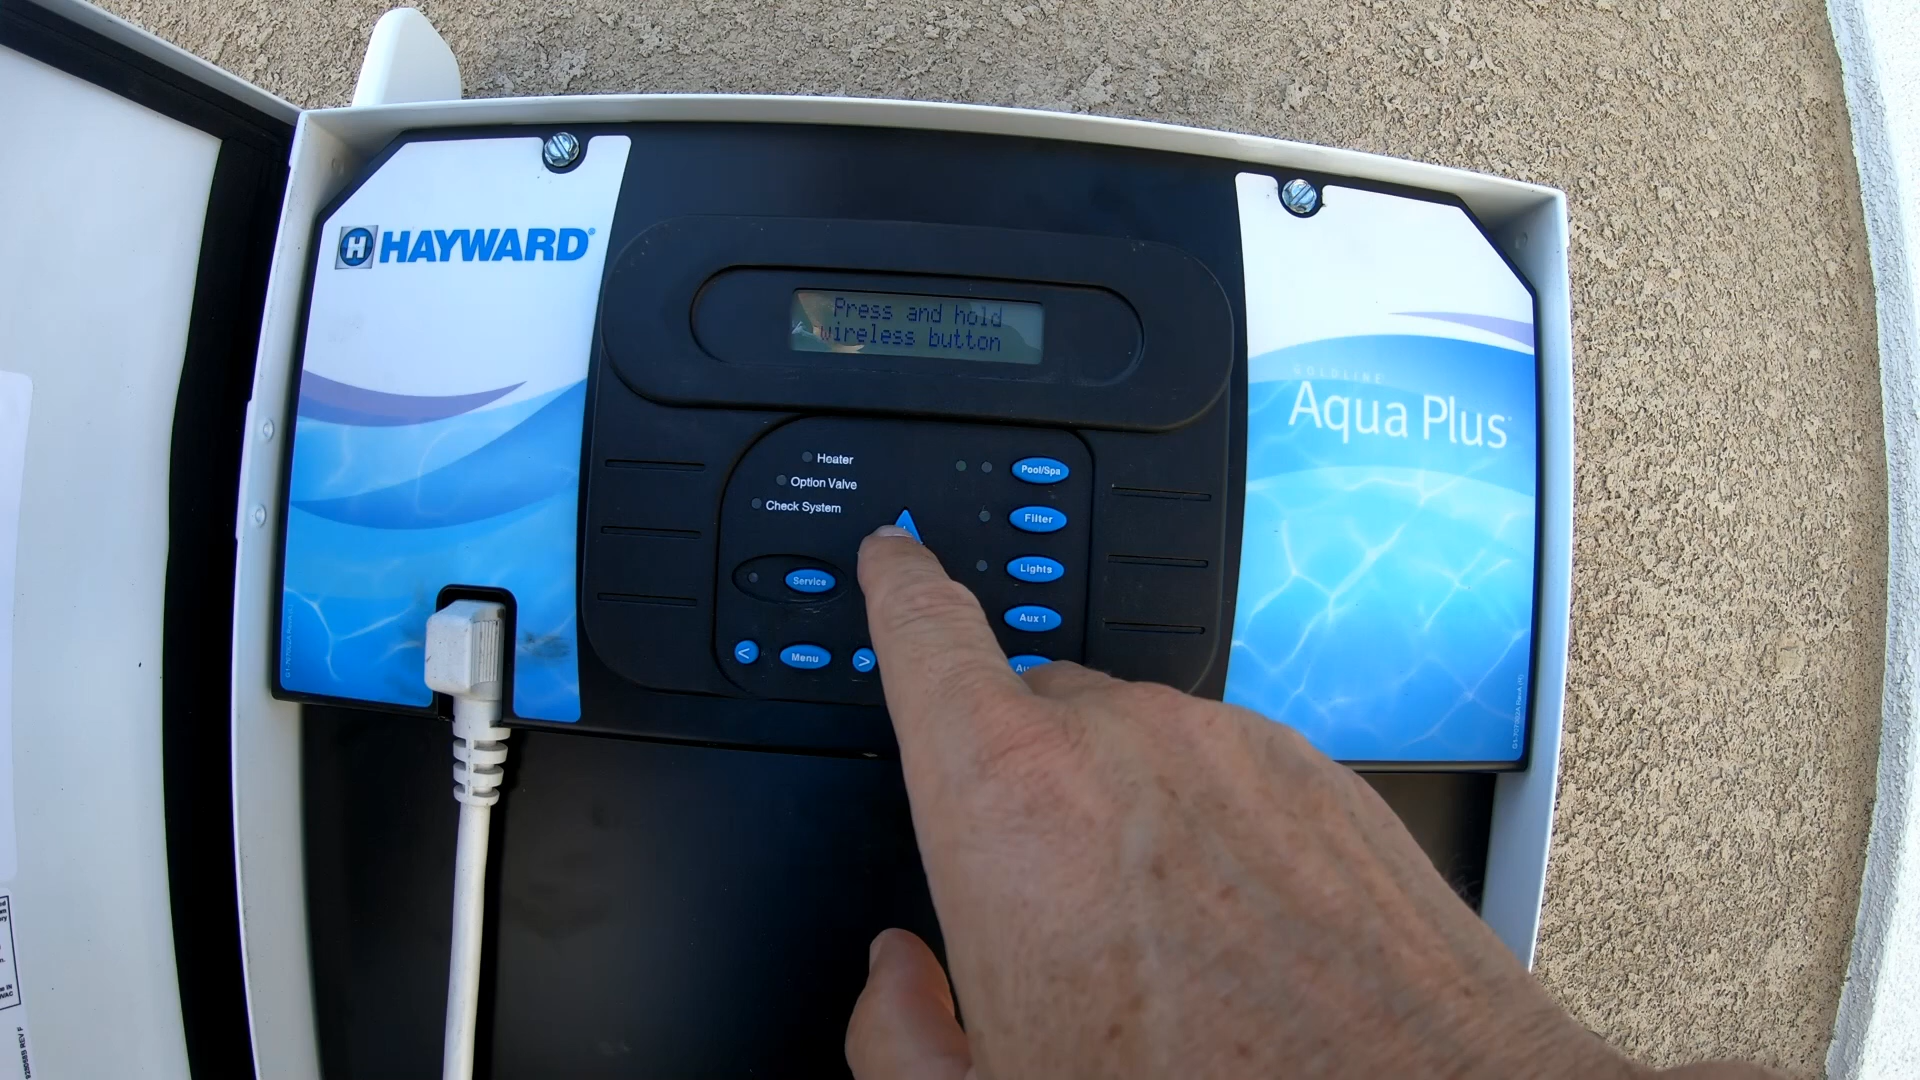 H HAYWARD®
Press and hold
wireless button
GOLDLINE
Aqua Plus
Heater
Option Valve
Check System
Pool/Spa
Filter
Lights
Aux 1
Service
<
Menu
>